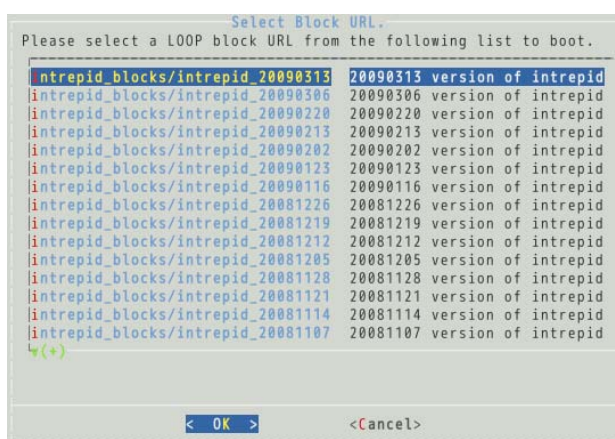 Select Block URL.
Please select a LOOP block URL from the following list to boot.
intrepid_blocks/intrepid_20090313 20090313 version of intrepid
intrepid_blocks/intrepid_20090306 20090306 version of intrepid
intrepid_blocks/intrepid_20090220 20090220 version of intrepid
intrepid_blocks/intrepid_20090213 20090213 version of intrepid
intrepid_blocks/intrepid_20090202 20090202 version of intrepid
intrepid_blocks/intrepid_20090123 20090123 version of intrepid
intrepid_blocks/intrepid_20090116 20090116 version of intrepid
intrepid_blocks/intrepid_20081226 20081226 version of intrepid
intrepid_blocks/intrepid_20081219 20081219 version of intrepid
intrepid_blocks/intrepid_20081212 20081212 version of intrepid
intrepid_blocks/intrepid_20081205 20081205 version of intrepid
intrepid_blocks/intrepid_20081128 20081128 version of intrepid
intrepid_blocks/intrepid_20081121 20081121 version of intrepid
intrepid_blocks/intrepid_20081114 20081114 version of intrepid
intrepid_blocks/intrepid_20081107 20081107 version of intrepid
▼(+)
< OK > <Cancel>